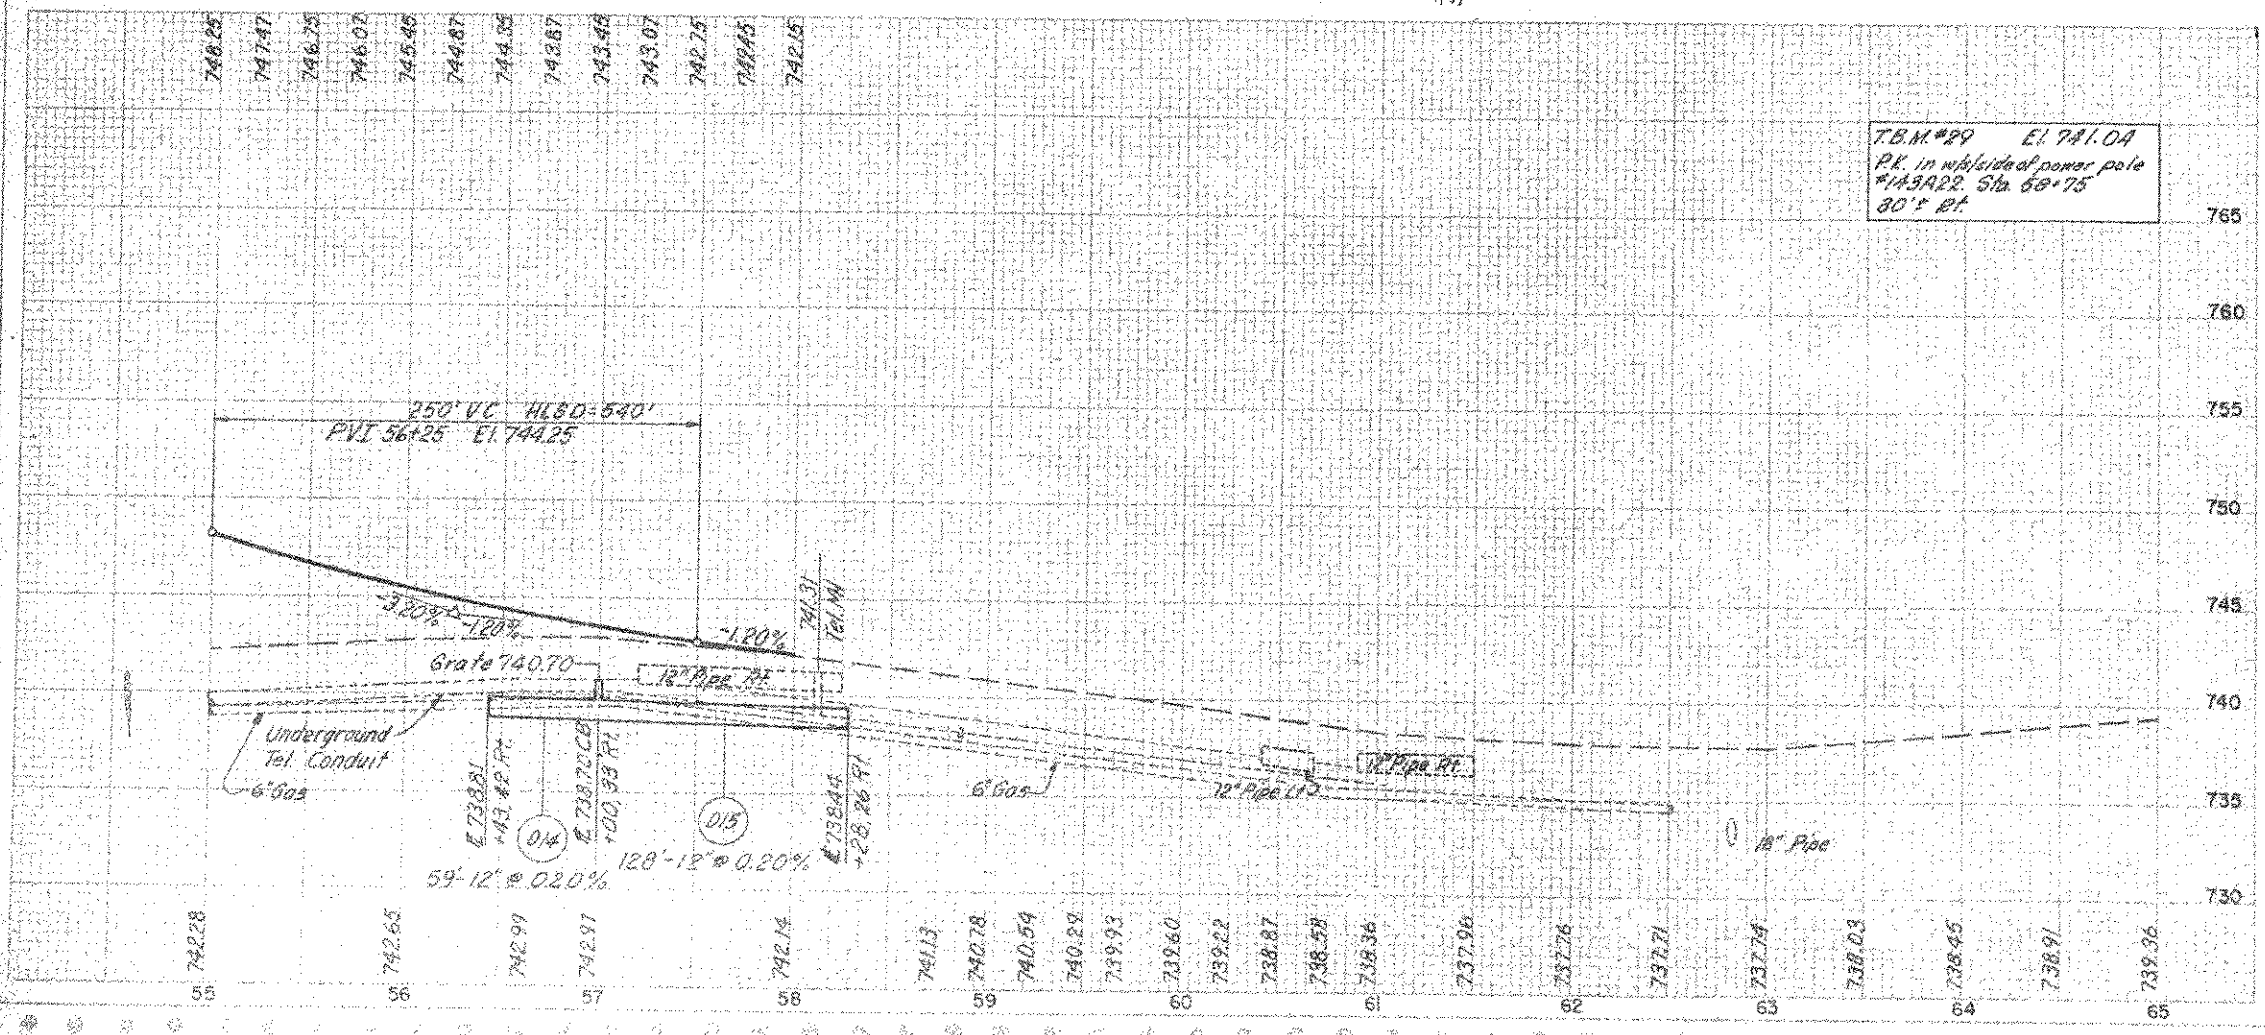 748.25 747.47 746.75 746.07 745.45 744.87 744.35 743.87 743.45 743.07 742.75 742.45 742.15
T.B.M.#29 El. 741.04
P.K. in side of power pole
#143A22. Sta. 58+75
30'± Rt.
765
760
755
750
745
740
735
730
250' VC HLSD=540'
PVI 56+25 El. 744.25
-3.20%
-1.20%
-1.20%
741.31
Tel. MH
Grate 740.70
12" Pipe Rt.
Underground
Tel. Conduit
6" Gas
738.81
+43, 42 Rt.
014
59'-12" @ 0.20%
738.70 CB
+00, 33 Rt.
015
128'-12" @ 0.20%
738.44
+28, 26 Rt.
6" Gas
12" Pipe Lt.
12" Pipe Rt.
18" Pipe
742.28 742.65 742.99 742.97 742.14 741.13 740.78 740.54 740.29 739.93 739.60 739.22 738.87 738.58 738.36 737.96 737.76 737.71 737.74 738.03 738.45 738.91 739.36
55 56 57 58 59 60 61 62 63 64 65